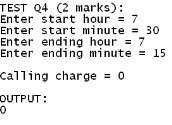 TEST Q4 (2 marks):
Enter start hour = 7
Enter start minute = 30
Enter ending hour = 7
Enter ending minute = 15
Calling charge = 0
OUTPUT:
0